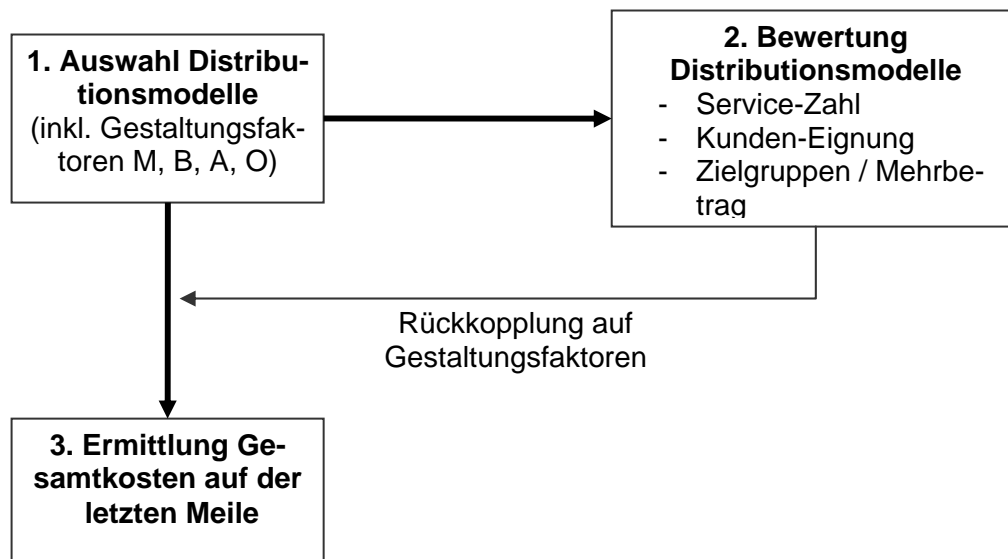 1. Auswahl Distribu-
tionsmodelle
(inkl. Gestaltungsfak-
toren M, B, A, O)
2. Bewertung
Distributionsmodelle
- Service-Zahl
- Kunden-Eignung
- Zielgruppen / Mehrbe-
trag
Rückkopplung auf
Gestaltungsfaktoren
3. Ermittlung Ge-
samtkosten auf der
letzten Meile